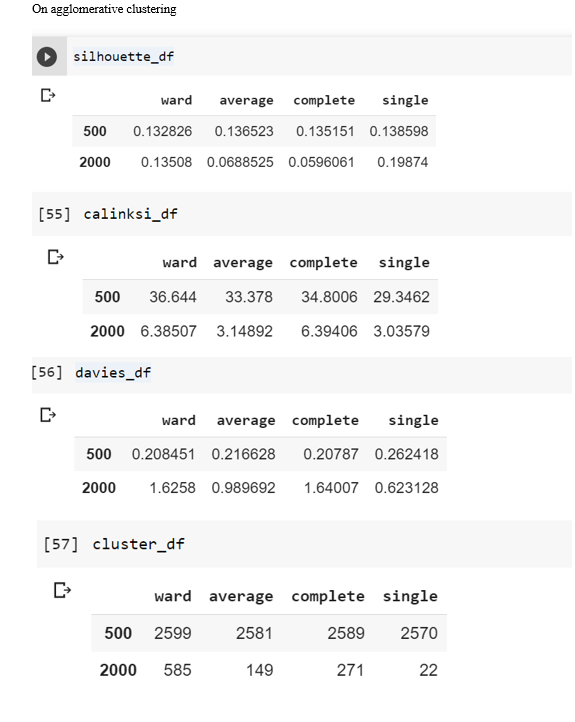 On agglomerative clustering
silhouette_df
ward average complete single
500 0.132826 0.136523 0.135151 0.138598
2000 0.13508 0.0688525 0.0596061 0.19874
[55] calinksi_df
ward average complete single
500 36.644 33.378 34.8006 29.3462
2000 6.38507 3.14892 6.39406 3.03579
[56] davies_df
ward average complete single
500 0.208451 0.216628 0.20787 0.262418
2000 1.6258 0.989692 1.64007 0.623128
[57] cluster_df
ward average complete single
500 2599 2581 2589 2570
2000 585 149 271 22